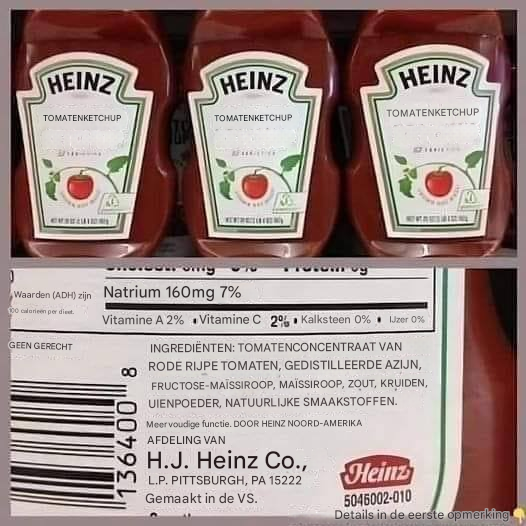 HEINZ
TOMATENKETCHUP
HEINZ
TOMATENKETCHUP
HEINZ
TOMATENKETCHUP
Natrium 160mg 7%
Waarden (ADH) zijn
Vitamine A 2% • Vitamine C 2% • Kalksteen 0% • IJzer 0%
GEEN GERECHT
INGREDIËNTEN: TOMATENCONCENTRAAT VAN
RODE RIJPE TOMATEN, GEDISTILLEERDE AZIJN,
FRUCTOSE-MAÏSSIROOP, MAÏSSIROOP, ZOUT, KRUIDEN,
UIENPOEDER, NATUURLIJKE SMAAKSTOFFEN.
Meervoudige functie. DOOR HEINZ NOORD-AMERIKA
AFDELING VAN
H.J. Heinz Co.,
L.P. PITTSBURGH, PA 15222
Gemaakt in de VS.
136400 8
Heinz
5046002-010
Details in de eerste opmerking 👇